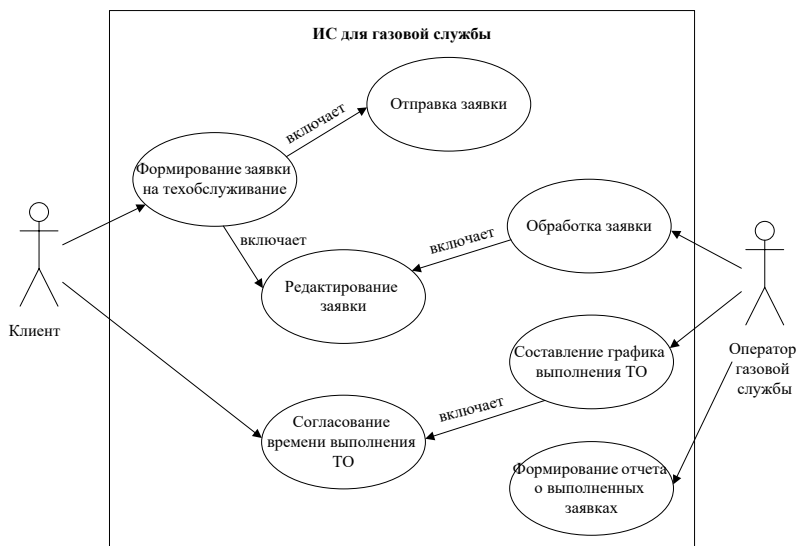 ИС для газовой службы
Отправка заявки
включает
Формирование заявки
на техобслуживание
Обработка заявки
включает
включает
Редактирование
заявки
Клиент
Оператор
газовой
службы
Составление графика
выполнения ТО
включает
Согласование
времени выполнения
ТО
Формирование отчета
о выполненных
заявках